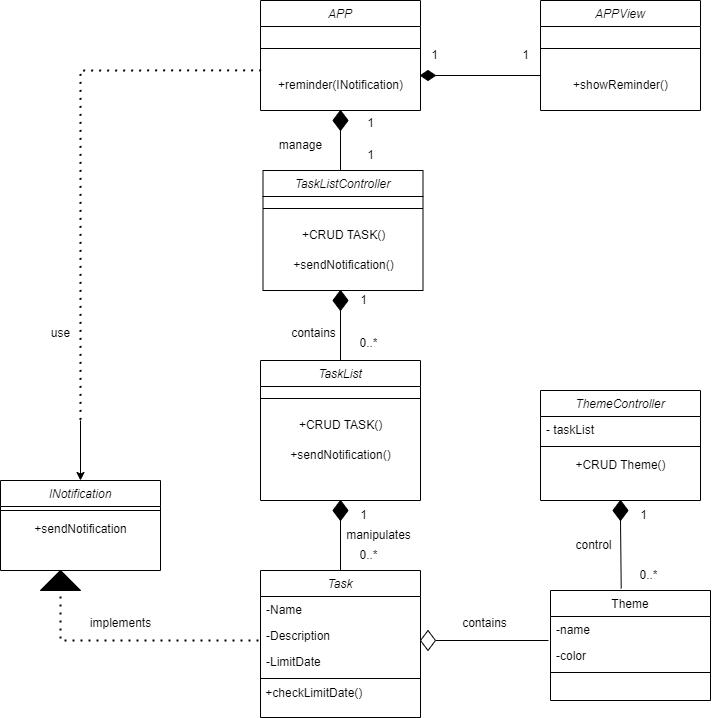 APP
+reminder(INotification)
APPView
+showReminder()
1
1
1
manage
1
TaskListController
+CRUD TASK()
+sendNotification()
1
contains
0..*
use
TaskList
+CRUD TASK()
+sendNotification()
ThemeController
- taskList
+CRUD Theme()
INotification
+sendNotification
1
manipulates
0..*
1
control
0..*
implements
Task
-Name
-Description
-LimitDate
+checkLimitDate()
contains
Theme
-name
-color